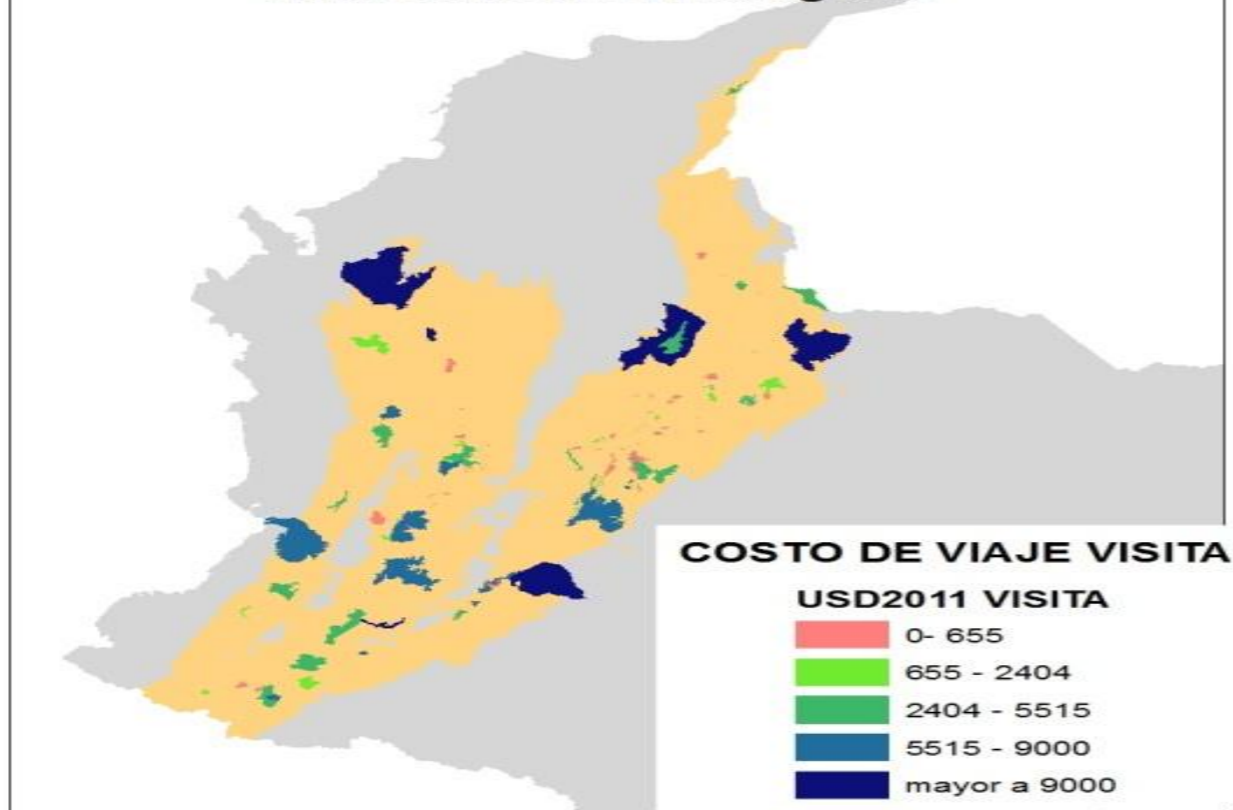 COSTO DE VIAJE VISITA
USD2011 VISITA
0- 655
655 - 2404
2404 - 5515
5515 - 9000
mayor a 9000